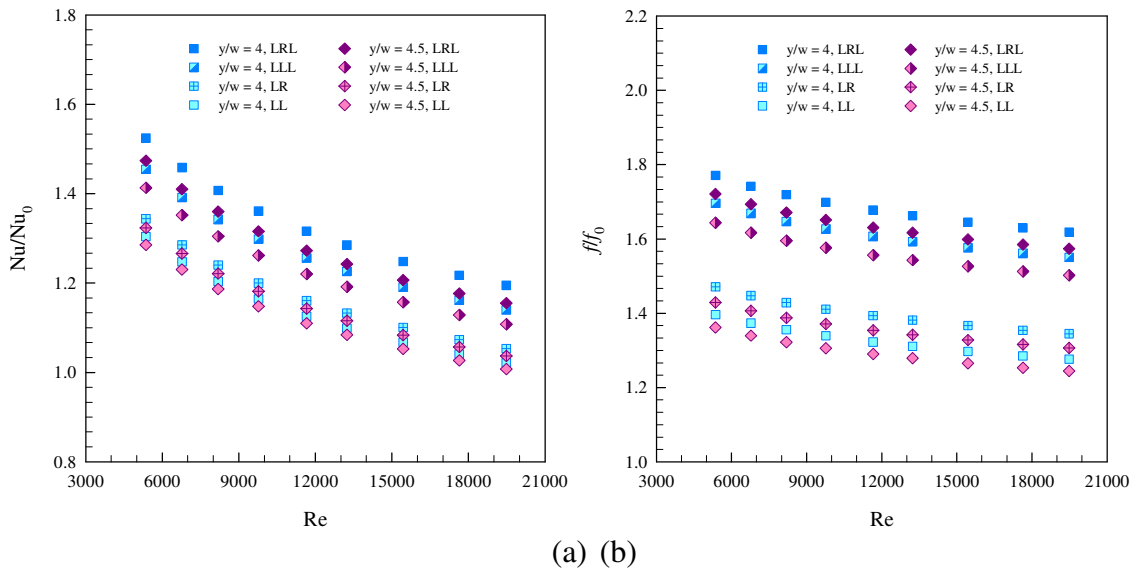 1.8
1.6
1.4
1.2
1.0
0.8
Nu/Nu0
y/w = 4, LRL
y/w = 4, LLL
y/w = 4, LR
y/w = 4, LL
y/w = 4.5, LRL
y/w = 4.5, LLL
y/w = 4.5, LR
y/w = 4.5, LL
3000 6000 9000 12000 15000 18000 21000
Re
2.2
2.0
1.8
1.6
1.4
1.2
1.0
f/f0
y/w = 4, LRL
y/w = 4, LLL
y/w = 4, LR
y/w = 4, LL
y/w = 4.5, LRL
y/w = 4.5, LLL
y/w = 4.5, LR
y/w = 4.5, LL
3000 6000 9000 12000 15000 18000 21000
Re
(a) (b)